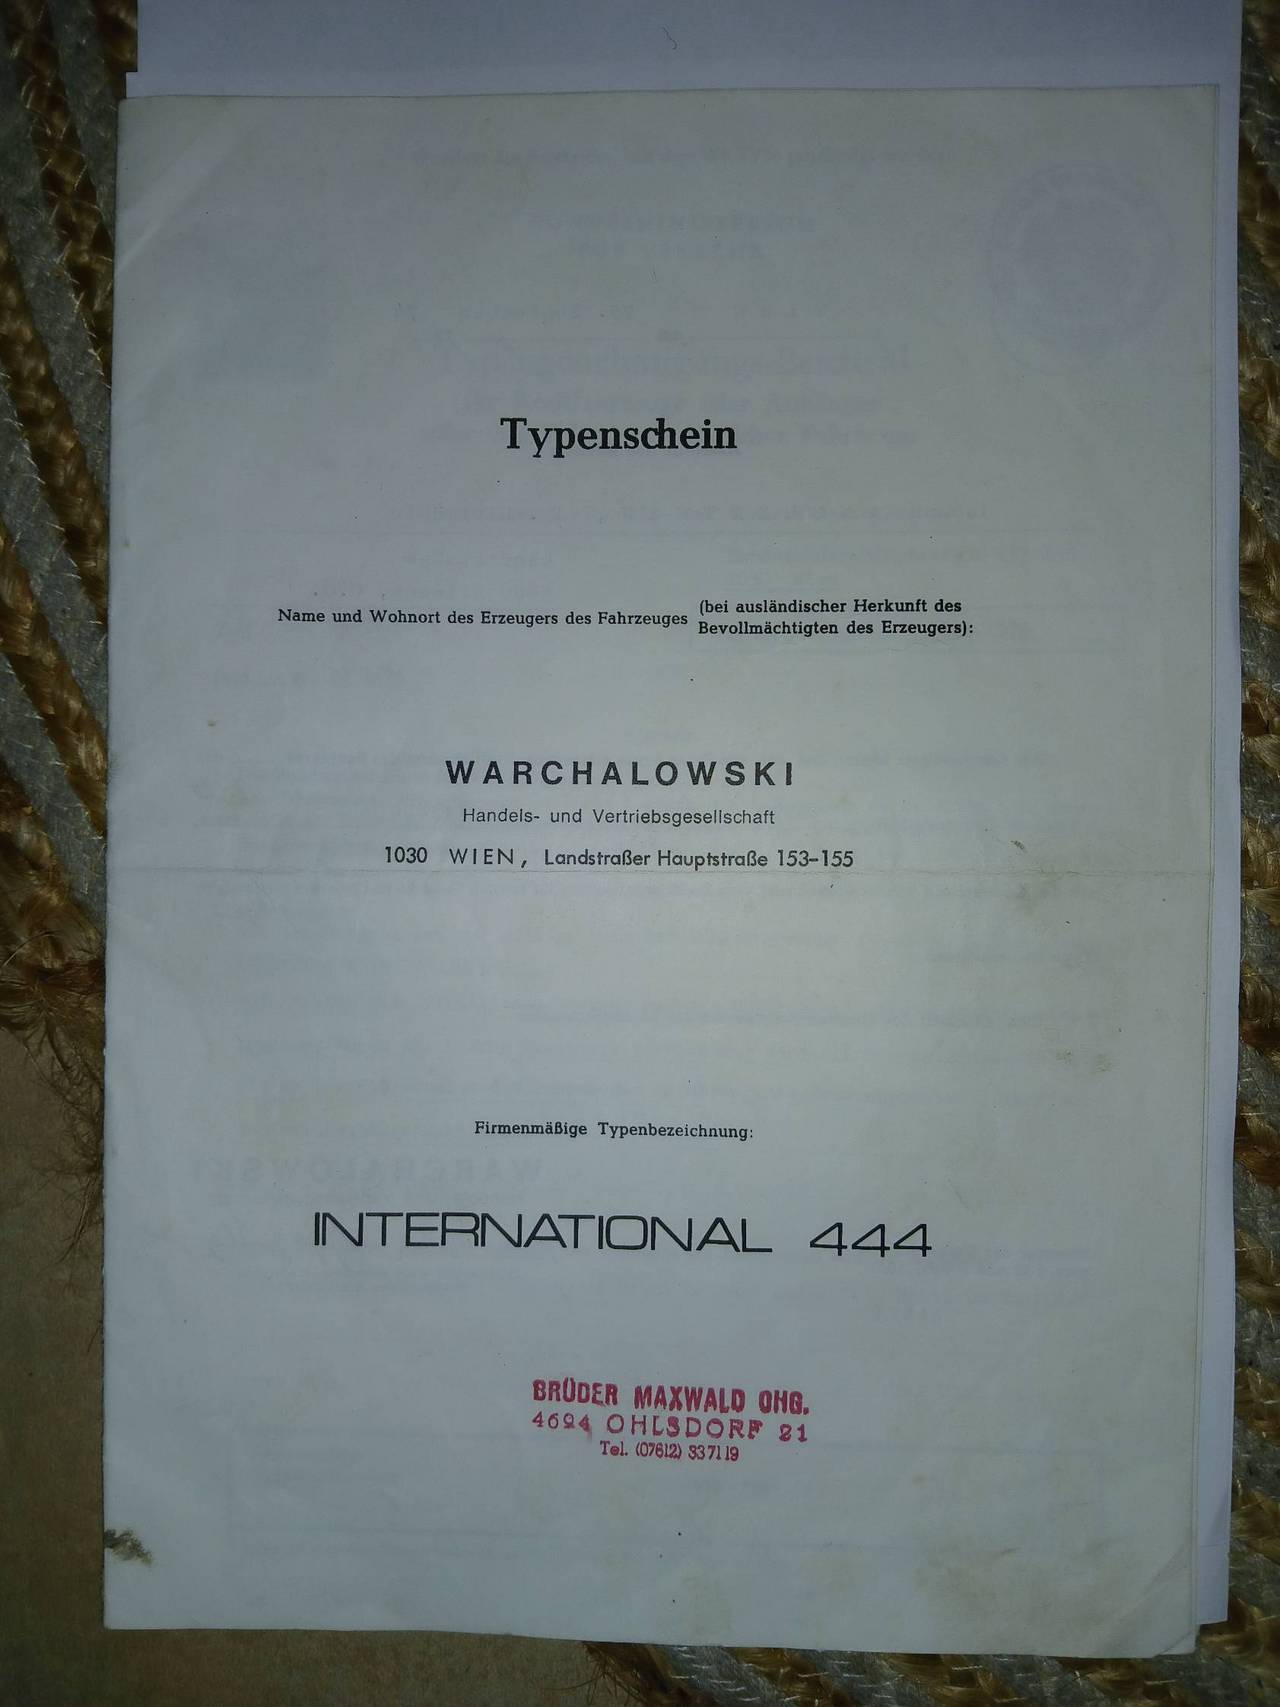 Typenschein
Name und Wohnort des Erzeugers des Fahrzeuges (bei ausländischer Herkunft des
Bevollmächtigten des Erzeugers):
WARCHALOWSKI
Handels- und Vertriebsgesellschaft
1030 WIEN, Landstraßer Hauptstraße 153-155
Firmenmäßige Typenbezeichnung:
INTERNATIONAL 444
BRÜDER MAXWALD OHG.
4694 OHLSDORF 21
Tel. (07612) 337119